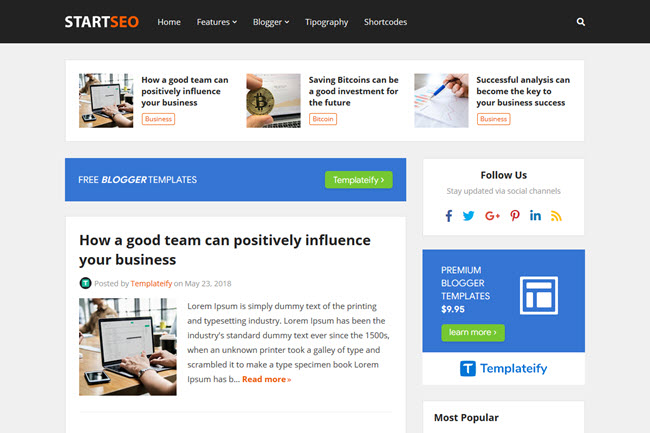 STARTSEO
Home Features Blogger Tipography Shortcodes
How a good team can
positively influence
your business
Business
Saving Bitcoins can be
a good investment for
the future
Bitcoin
Successful analysis can
become the key to
your business success
Business
FREE BLOGGER TEMPLATES
Templateify >
Follow Us
Stay updated via social channels
How a good team can positively influence
your business
T Posted by Templateify on May 23, 2018
Lorem Ipsum is simply dummy text of the printing
and typesetting industry. Lorem Ipsum has been the
industry's standard dummy text ever since the 1500s,
when an unknown printer took a galley of type and
scrambled it to make a type specimen book Lorem
Ipsum has b... Read more »
PREMIUM
BLOGGER
TEMPLATES
$9.95
learn more >
T Templateify
Most Popular